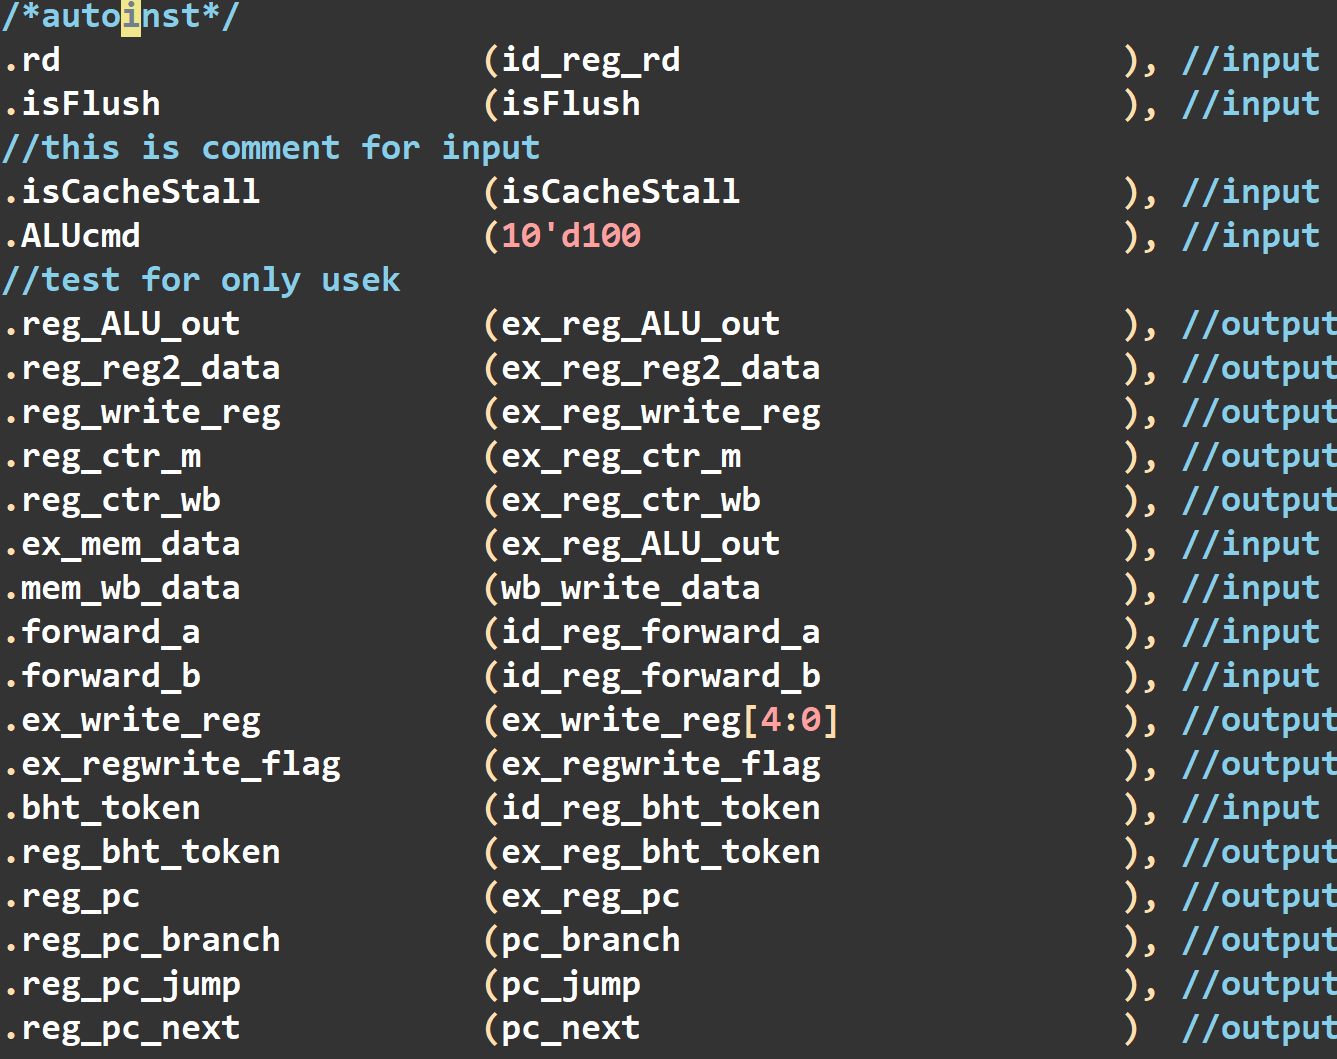 /*autoinst*/
.rd                     (id_reg_rd                      ), //input
.isFlush                (isFlush                        ), //input
//this is comment for input
.isCacheStall           (isCacheStall                   ), //input
.ALUcmd                 (10'd100                        ), //input
//test for only usek
.reg_ALU_out            (ex_reg_ALU_out                 ), //output
.reg_reg2_data          (ex_reg_reg2_data               ), //output
.reg_write_reg          (ex_reg_write_reg               ), //output
.reg_ctr_m              (ex_reg_ctr_m                   ), //output
.reg_ctr_wb             (ex_reg_ctr_wb                  ), //output
.ex_mem_data            (ex_reg_ALU_out                 ), //input
.mem_wb_data            (wb_write_data                  ), //input
.forward_a              (id_reg_forward_a               ), //input
.forward_b              (id_reg_forward_b               ), //input
.ex_write_reg           (ex_write_reg[4:0]              ), //output
.ex_regwrite_flag       (ex_regwrite_flag               ), //output
.bht_token              (id_reg_bht_token               ), //input
.reg_bht_token          (ex_reg_bht_token               ), //output
.reg_pc                 (ex_reg_pc                      ), //output
.reg_pc_branch          (pc_branch                      ), //output
.reg_pc_jump            (pc_jump                        ), //output
.reg_pc_next            (pc_next                        )  //output